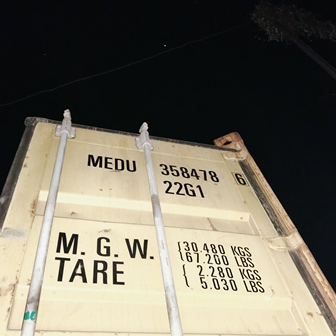 MEDU 358478 6
22G1
M. G. W. 30.480 KGS
67.200 LBS
TARE 2.280 KGS
5.030 LBS